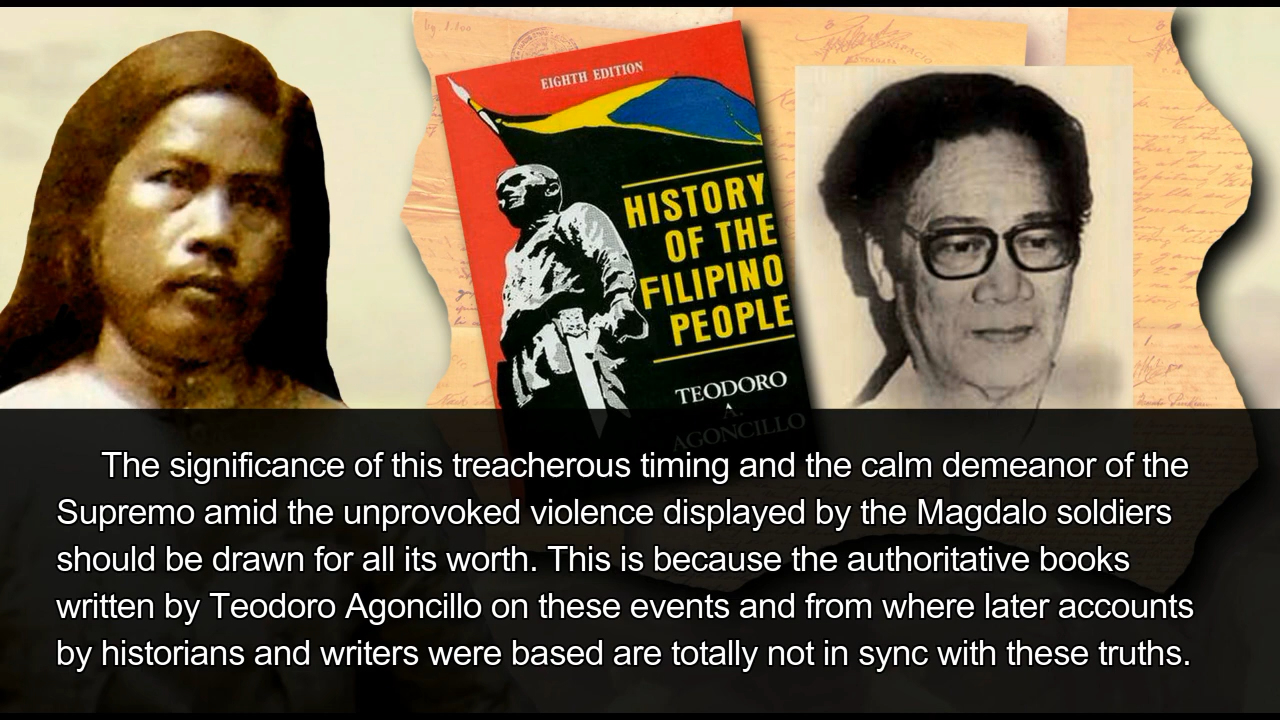 EIGHTH EDITION
HISTORY
OF THE
FILIPINO
PEOPLE
TEODORO
A.
AGONCILLO
The significance of this treacherous timing and the calm demeanor of the
Supremo amid the unprovoked violence displayed by the Magdalo soldiers
should be drawn for all its worth. This is because the authoritative books
written by Teodoro Agoncillo on these events and from where later accounts
by historians and writers were based are totally not in sync with these truths.